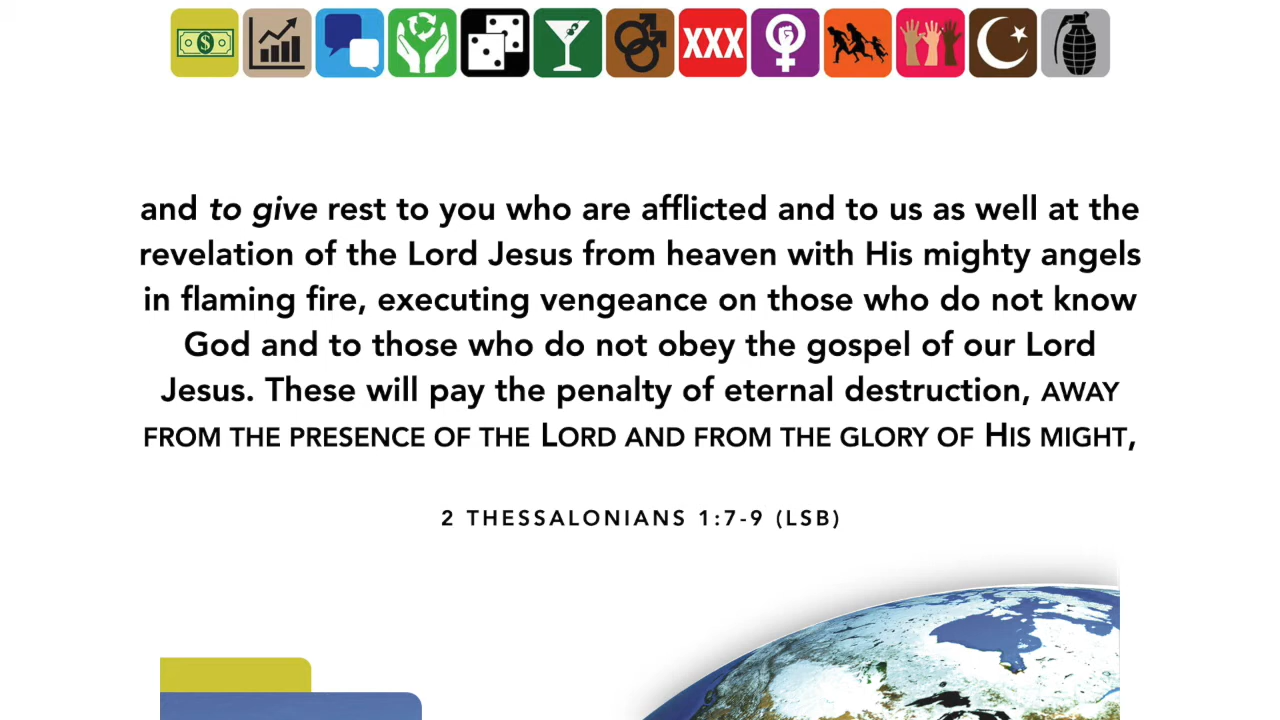 $
XXX
and to give rest to you who are afflicted and to us as well at the
revelation of the Lord Jesus from heaven with His mighty angels
in flaming fire, executing vengeance on those who do not know
God and to those who do not obey the gospel of our Lord
Jesus. These will pay the penalty of eternal destruction, AWAY
FROM THE PRESENCE OF THE LORD AND FROM THE GLORY OF HIS MIGHT,
2 THESSALONIANS 1:7-9 (LSB)